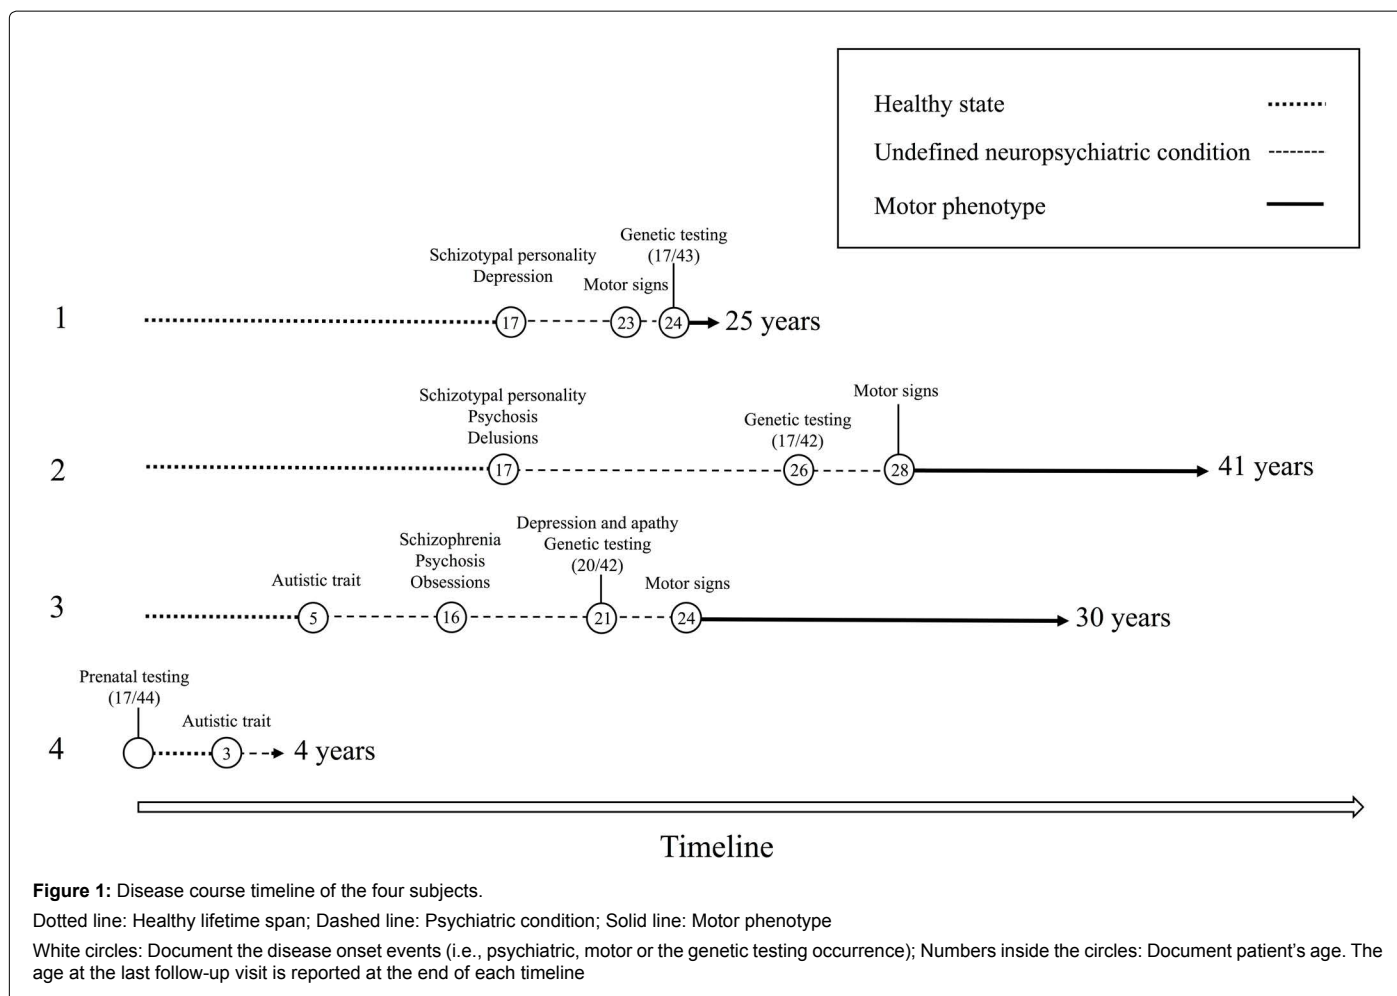 Healthy state
Undefined neuropsychiatric condition
Motor phenotype
Genetic testing
(17/43)
Schizotypal personality
Depression
Motor signs
1
17
23
24
25 years
Schizotypal personality
Psychosis
Delusions
Genetic testing
(17/42)
Motor signs
2
17
26
28
41 years
Autistic trait
Schizophrenia
Psychosis
Obsessions
Depression and apathy
Genetic testing
(20/42)
Motor signs
3
5
16
21
24
30 years
Prenatal testing
(17/44)
Autistic trait
4
3
4 years
Timeline
Figure 1: Disease course timeline of the four subjects.
Dotted line: Healthy lifetime span; Dashed line: Psychiatric condition; Solid line: Motor phenotype
White circles: Document the disease onset events (i.e., psychiatric, motor or the genetic testing occurrence); Numbers inside the circles: Document patient's age. The
age at the last follow-up visit is reported at the end of each timeline